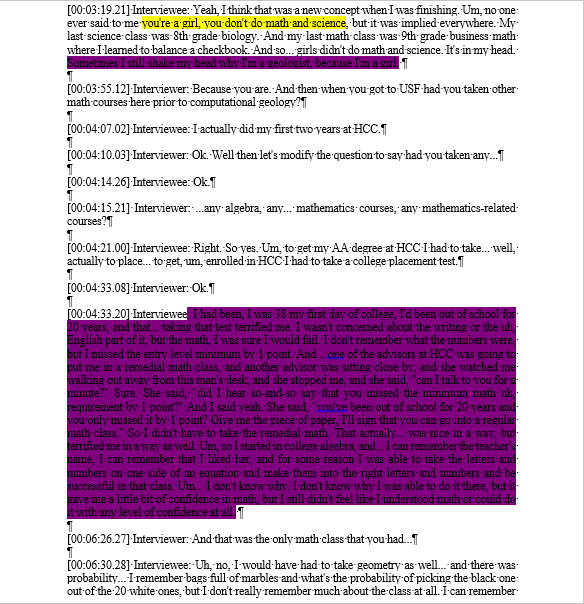 [00:03:19.21] Interviewee: Yeah, I think that was a new concept when I was finishing. Um, no one
ever said to me you're a girl, you don't do math and science, but it was implied everywhere. My
last science class was 8th grade biology. And my last math class was 9th grade business math
where I learned to balance a checkbook. And so... girls didn't do math and science. It's in my head.
Sometimes I still shake my head why I'm a geologist, because I'm a girl. ¶
¶
[00:03:55.12] Interviewer: Because you are. And then when you got to USF had you taken other
math courses here prior to computational geology?¶
¶
[00:04:07.02] Interviewee: I actually did my first two years at HCC.¶
¶
[00:04:10.03] Interviewer: Ok. Well then let's modify the question to say had you taken any...¶
¶
[00:04:14.26] Interviewee: Ok.¶
¶
[00:04:15.21] Interviewer: ...any algebra, any... mathematics courses, any mathematics-related
courses?¶
¶
[00:04:21.00] Interviewee: Right. So yes. Um, to get my AA degree at HCC I had to take... well,
actually to place... to get, um, enrolled in HCC I had to take a college placement test.¶
¶
[00:04:33.08] Interviewer: Ok.¶
¶
[00:04:33.20] Interviewee: I had been, I was 38 my first day of college, I'd been out of school for
20 years, and that... taking that test terrified me. I wasn't concerned about the writing or the uh,
English part of it, but the math, I was sure I would fail. I don't remember what the numbers were,
but I missed the entry level minimum by 1 point. And... one of the advisors at HCC was going to
put me in a remedial math class, and another advisor was sitting close by, and she watched me
walking out away from this man's desk, and she stopped me, and she said, "can I talk to you for a
minute?" Sure. She said, "did I hear so-and-so say that you missed the minimum math uh,
requirement by 1 point?" And I said yeah. She said, "you've been out of school for 20 years and
you only missed it by 1 point? Give me the piece of paper. I'll sign that you can go into a regular
math class." So I didn't have to take the remedial math. That actually... was nice in a way, but
terrified me in a way as well. Um, so I started in college algebra, and... I can remember the teacher's
name, I can remember that I liked her, and for some reason I was able to take the letters and
numbers on one side of an equation and make them into the right letters and numbers and be
successful in that class. Um... I don't know why. I don't know why I was able to do it there, but it
gave me a little bit of confidence in math, but I still didn't feel like I understood math or could do
it with any level of confidence at all. ¶
¶
[00:06:26.27] Interviewer: And that was the only math class that you had...¶
¶
[00:06:30.28] Interviewee: Uh, no, I would have had to take geometry as well... and there was
probability... I remember bags full of marbles and what's the probability of picking the black one
out of the 20 white ones, but I don't really remember much about the class at all. I can remember